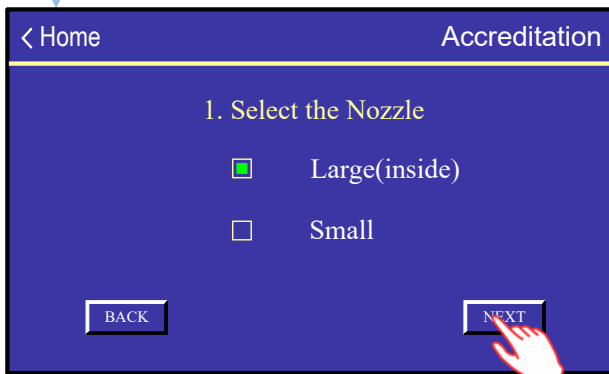 < Home Accreditation
1. Select the Nozzle
Large(inside)
Small
BACK NEXT